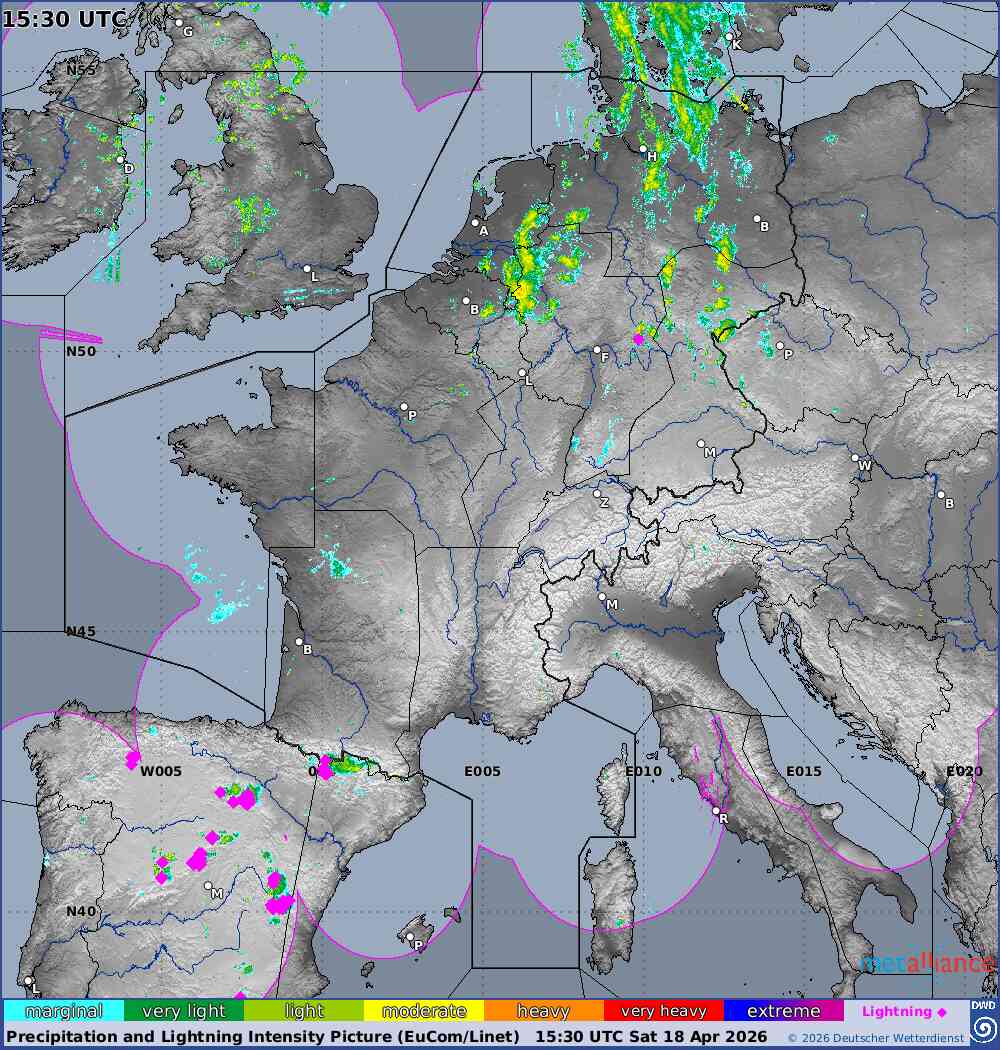 15:30 UTC
G
K
N55
D
H
A
B
L
B
N50
F
P
L
P
M
W
Z
B
M
N45
B
W005
0
E005
E010
E015
E020
R
M
N40
P
L
metalliance
marginal very light light moderate heavy very heavy extreme Lightning
DWD
Precipitation and Lightning Intensity Picture (EuCom/Linet) 15:30 UTC Sat 18 Apr 2026 © 2026 Deutscher Wetterdienst